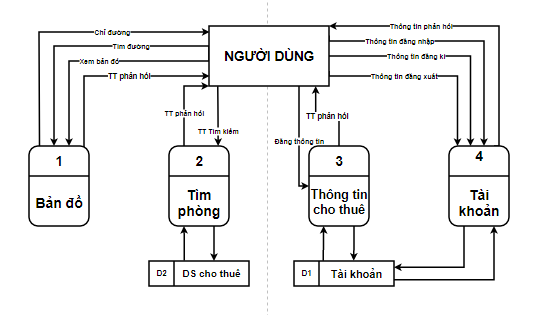 Chỉ đường
Tìm đường
Xem bản đồ
TT phản hồi
NGƯỜI DÙNG
Thông tin phản hồi
Thông tin đăng nhập
Thông tin đăng kí
Thông tin đăng xuất
TT phản hồi
TT Tìm kiếm
Đăng thông tin
TT phản hồi
1
Bản đồ
2
Tìm
phòng
3
Thông tin
cho thuê
4
Tài
khoản
D2
DS cho thuê
D1
Tài khoản